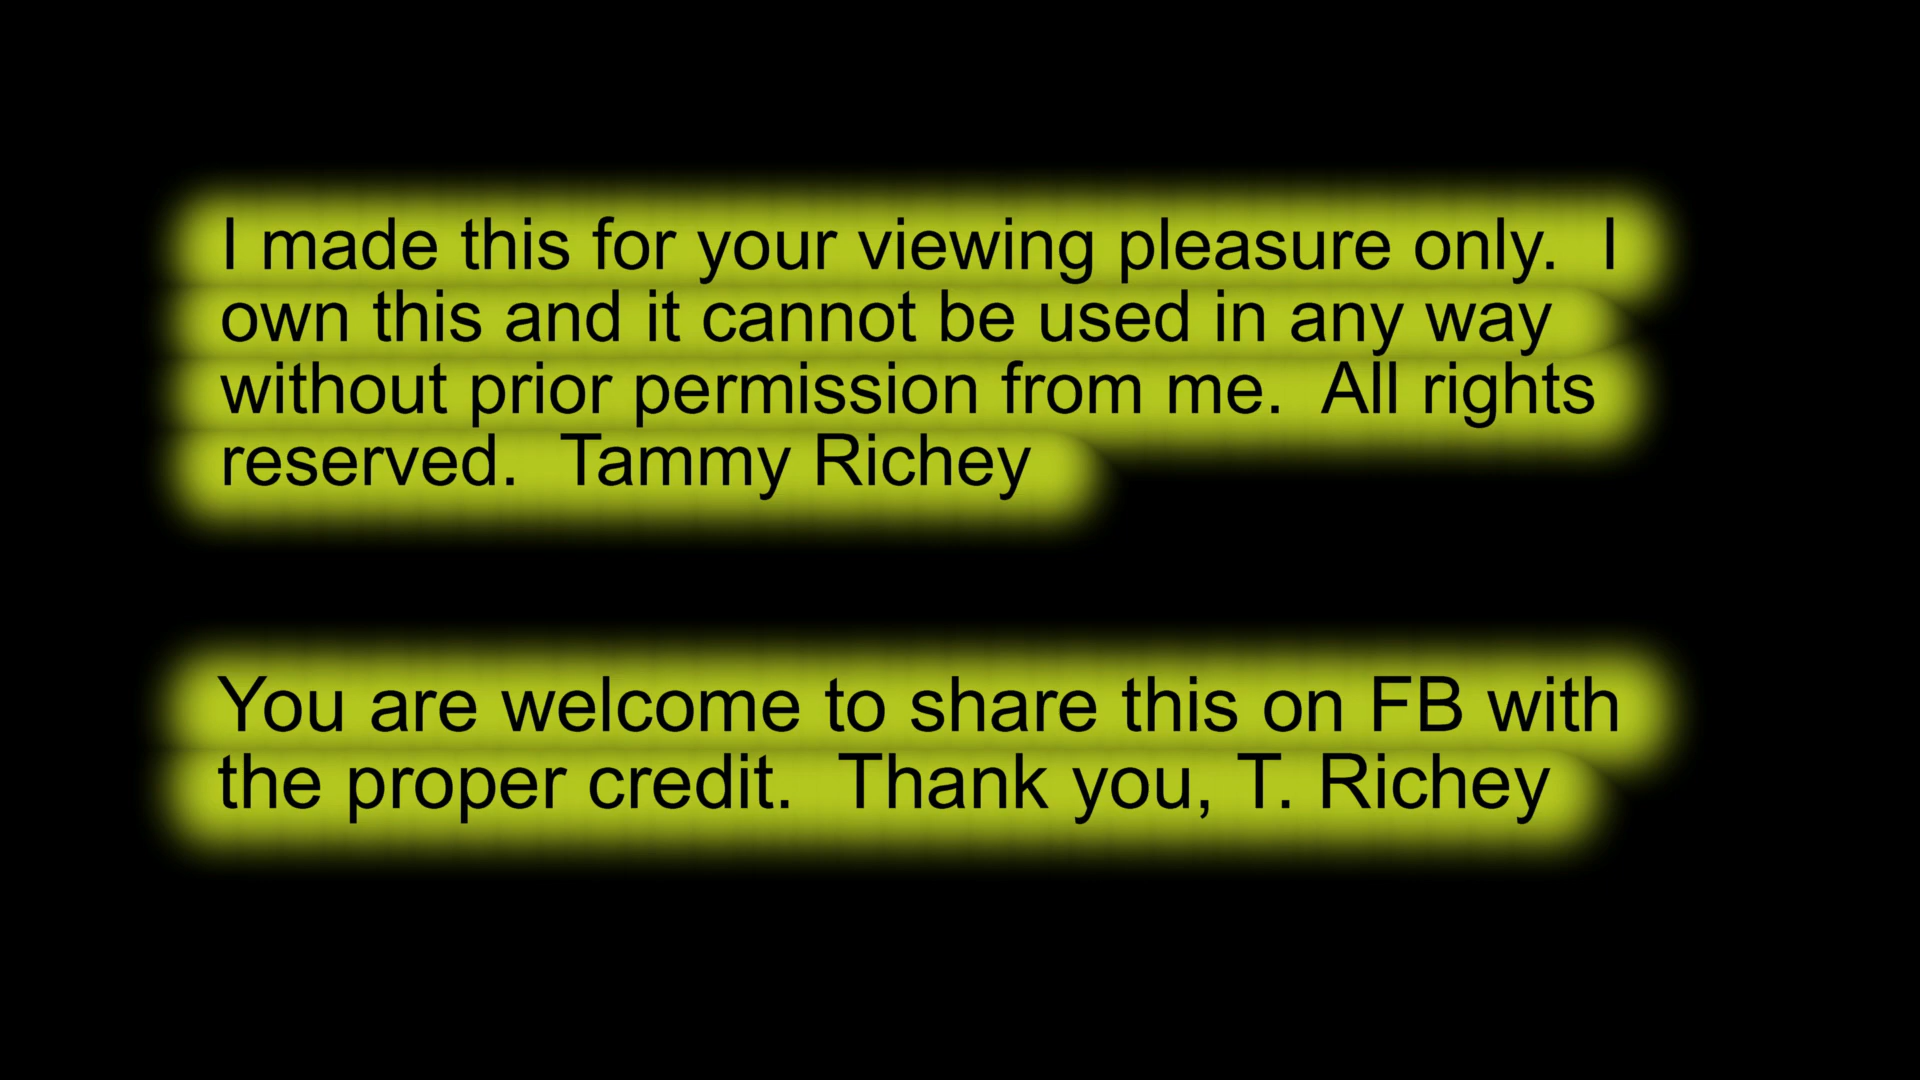 I made this for your viewing pleasure only.  I
own this and it cannot be used in any way
without prior permission from me.  All rights
reserved.  Tammy Richey
You are welcome to share this on FB with
the proper credit.  Thank you, T. Richey